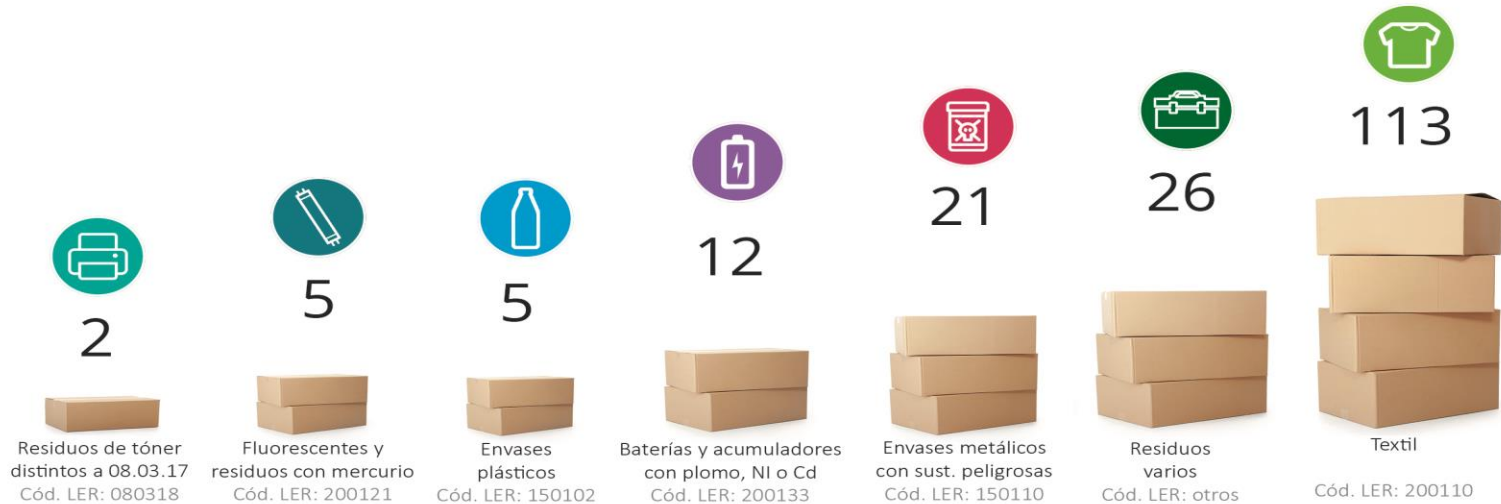 2
Residuos de tóner
distintos a 08.03.17
Cód. LER: 080318
5
Fluorescentes y
residuos con mercurio
Cód. LER: 200121
5
Envases
plásticos
Cód. LER: 150102
12
Baterías y acumuladores
con plomo, NI o Cd
Cód. LER: 200133
21
Envases metálicos
con sust. peligrosas
Cód. LER: 150110
26
Residuos
varios
Cód. LER: otros
113
Textil
Cód. LER: 200110